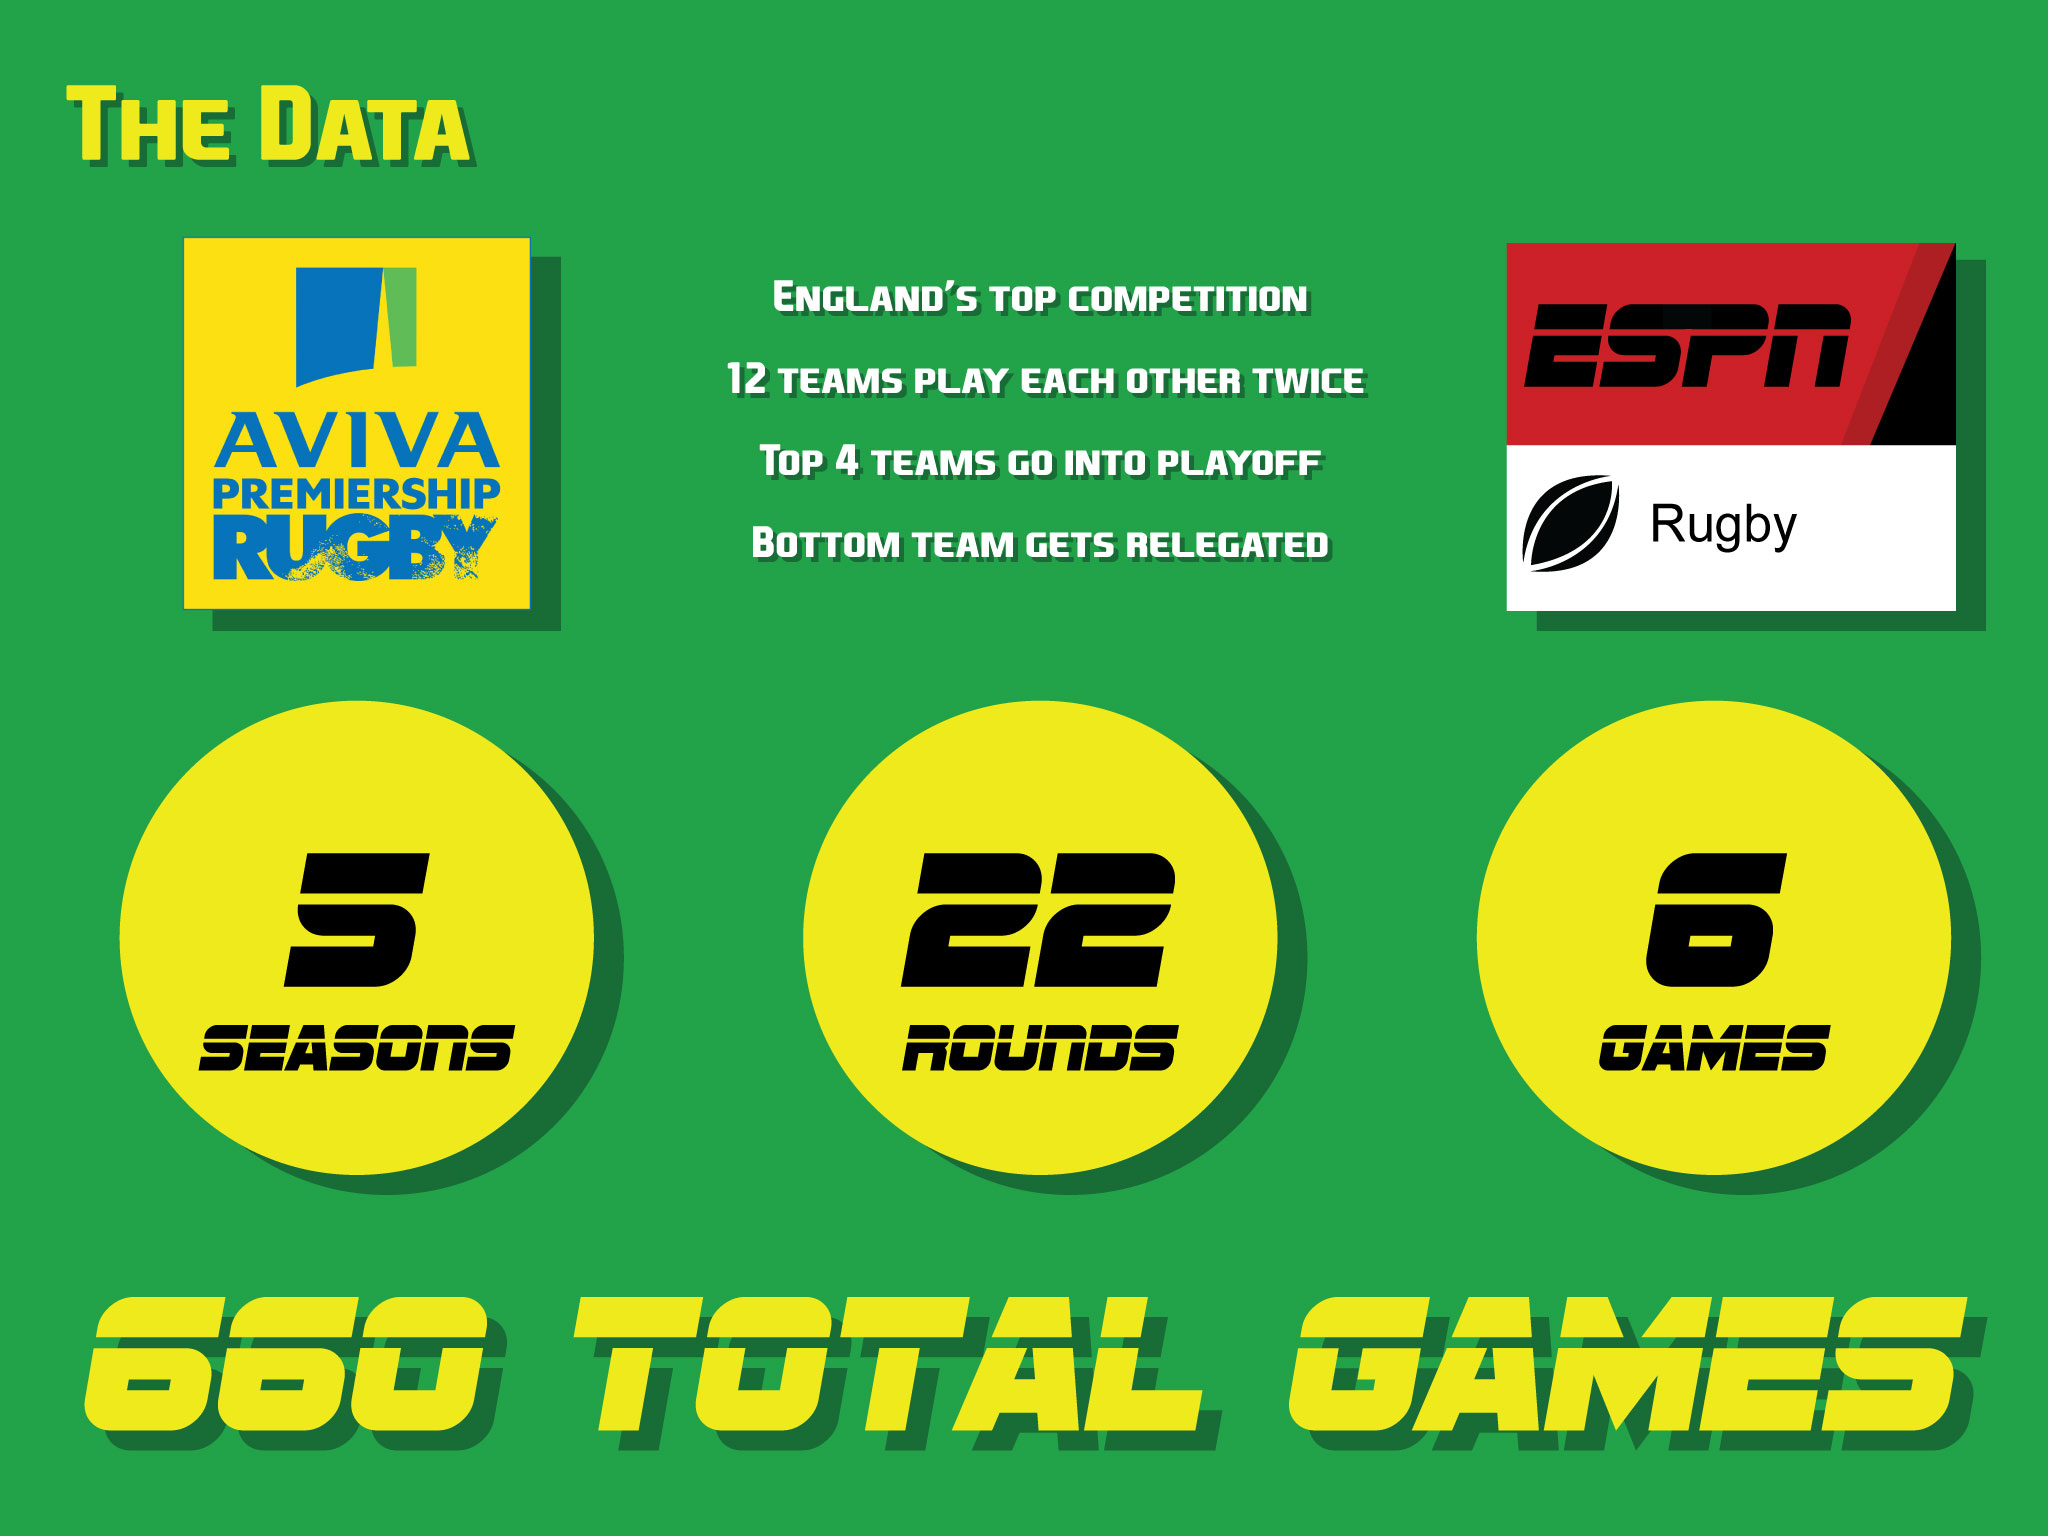 The Data
AVIVA
PREMIERSHIP
RUGBY
England's top competition
12 teams play each other twice
Top 4 teams go into playoff
Bottom team gets relegated
ESPN
Rugby
5
SEASONS
22
ROUNDS
6
GAMES
660 TOTAL GAMES